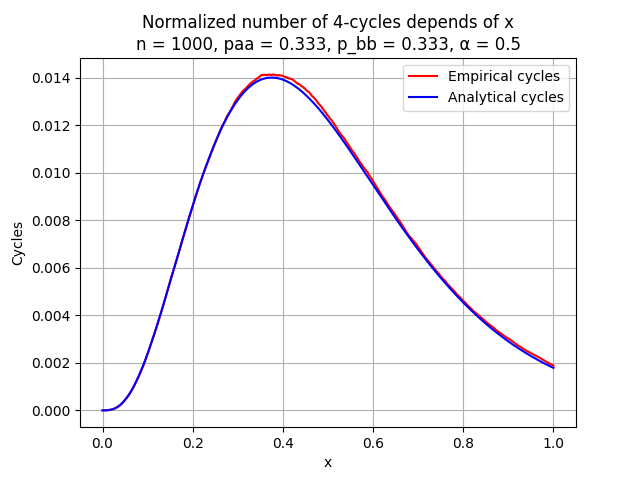 Normalized number of 4-cycles depends of x
n = 1000, paa = 0.333, p_bb = 0.333, α = 0.5
Empirical cycles
Analytical cycles
0.014
0.012
0.010
0.008
0.006
0.004
0.002
0.000
Cycles
0.0 0.2 0.4 0.6 0.8 1.0
x